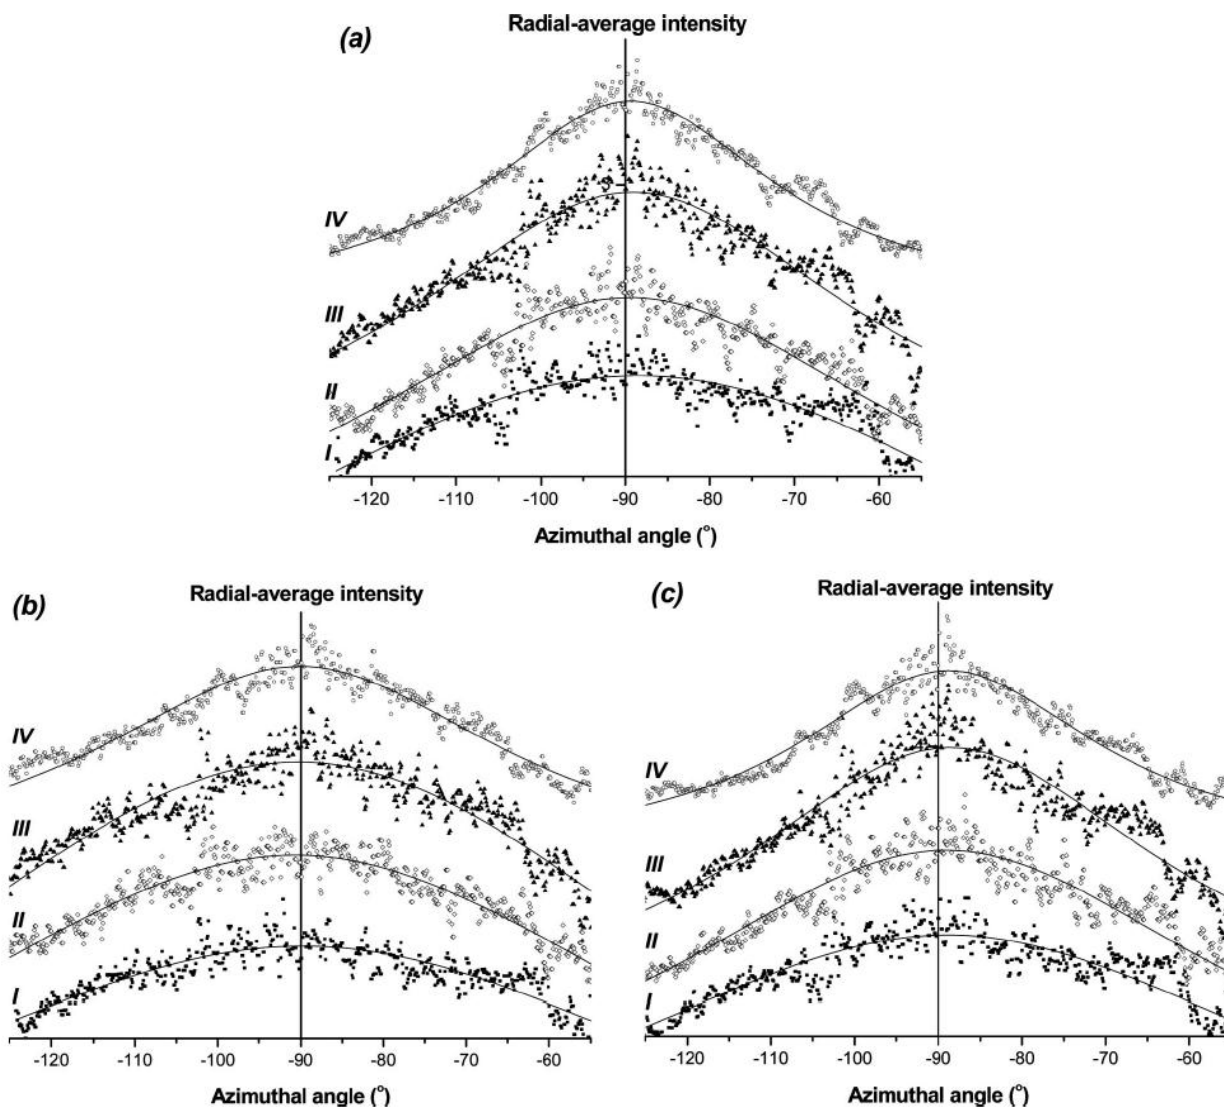 (a)
Radial-average intensity
IV
III
II
I
-120 -110 -100 -90 -80 -70 -60
Azimuthal angle (°)
(b)
Radial-average intensity
IV
III
II
I
-120 -110 -100 -90 -80 -70 -60
Azimuthal angle (°)
(c)
Radial-average intensity
IV
III
II
I
-120 -110 -100 -90 -80 -70 -60
Azimuthal angle (°)